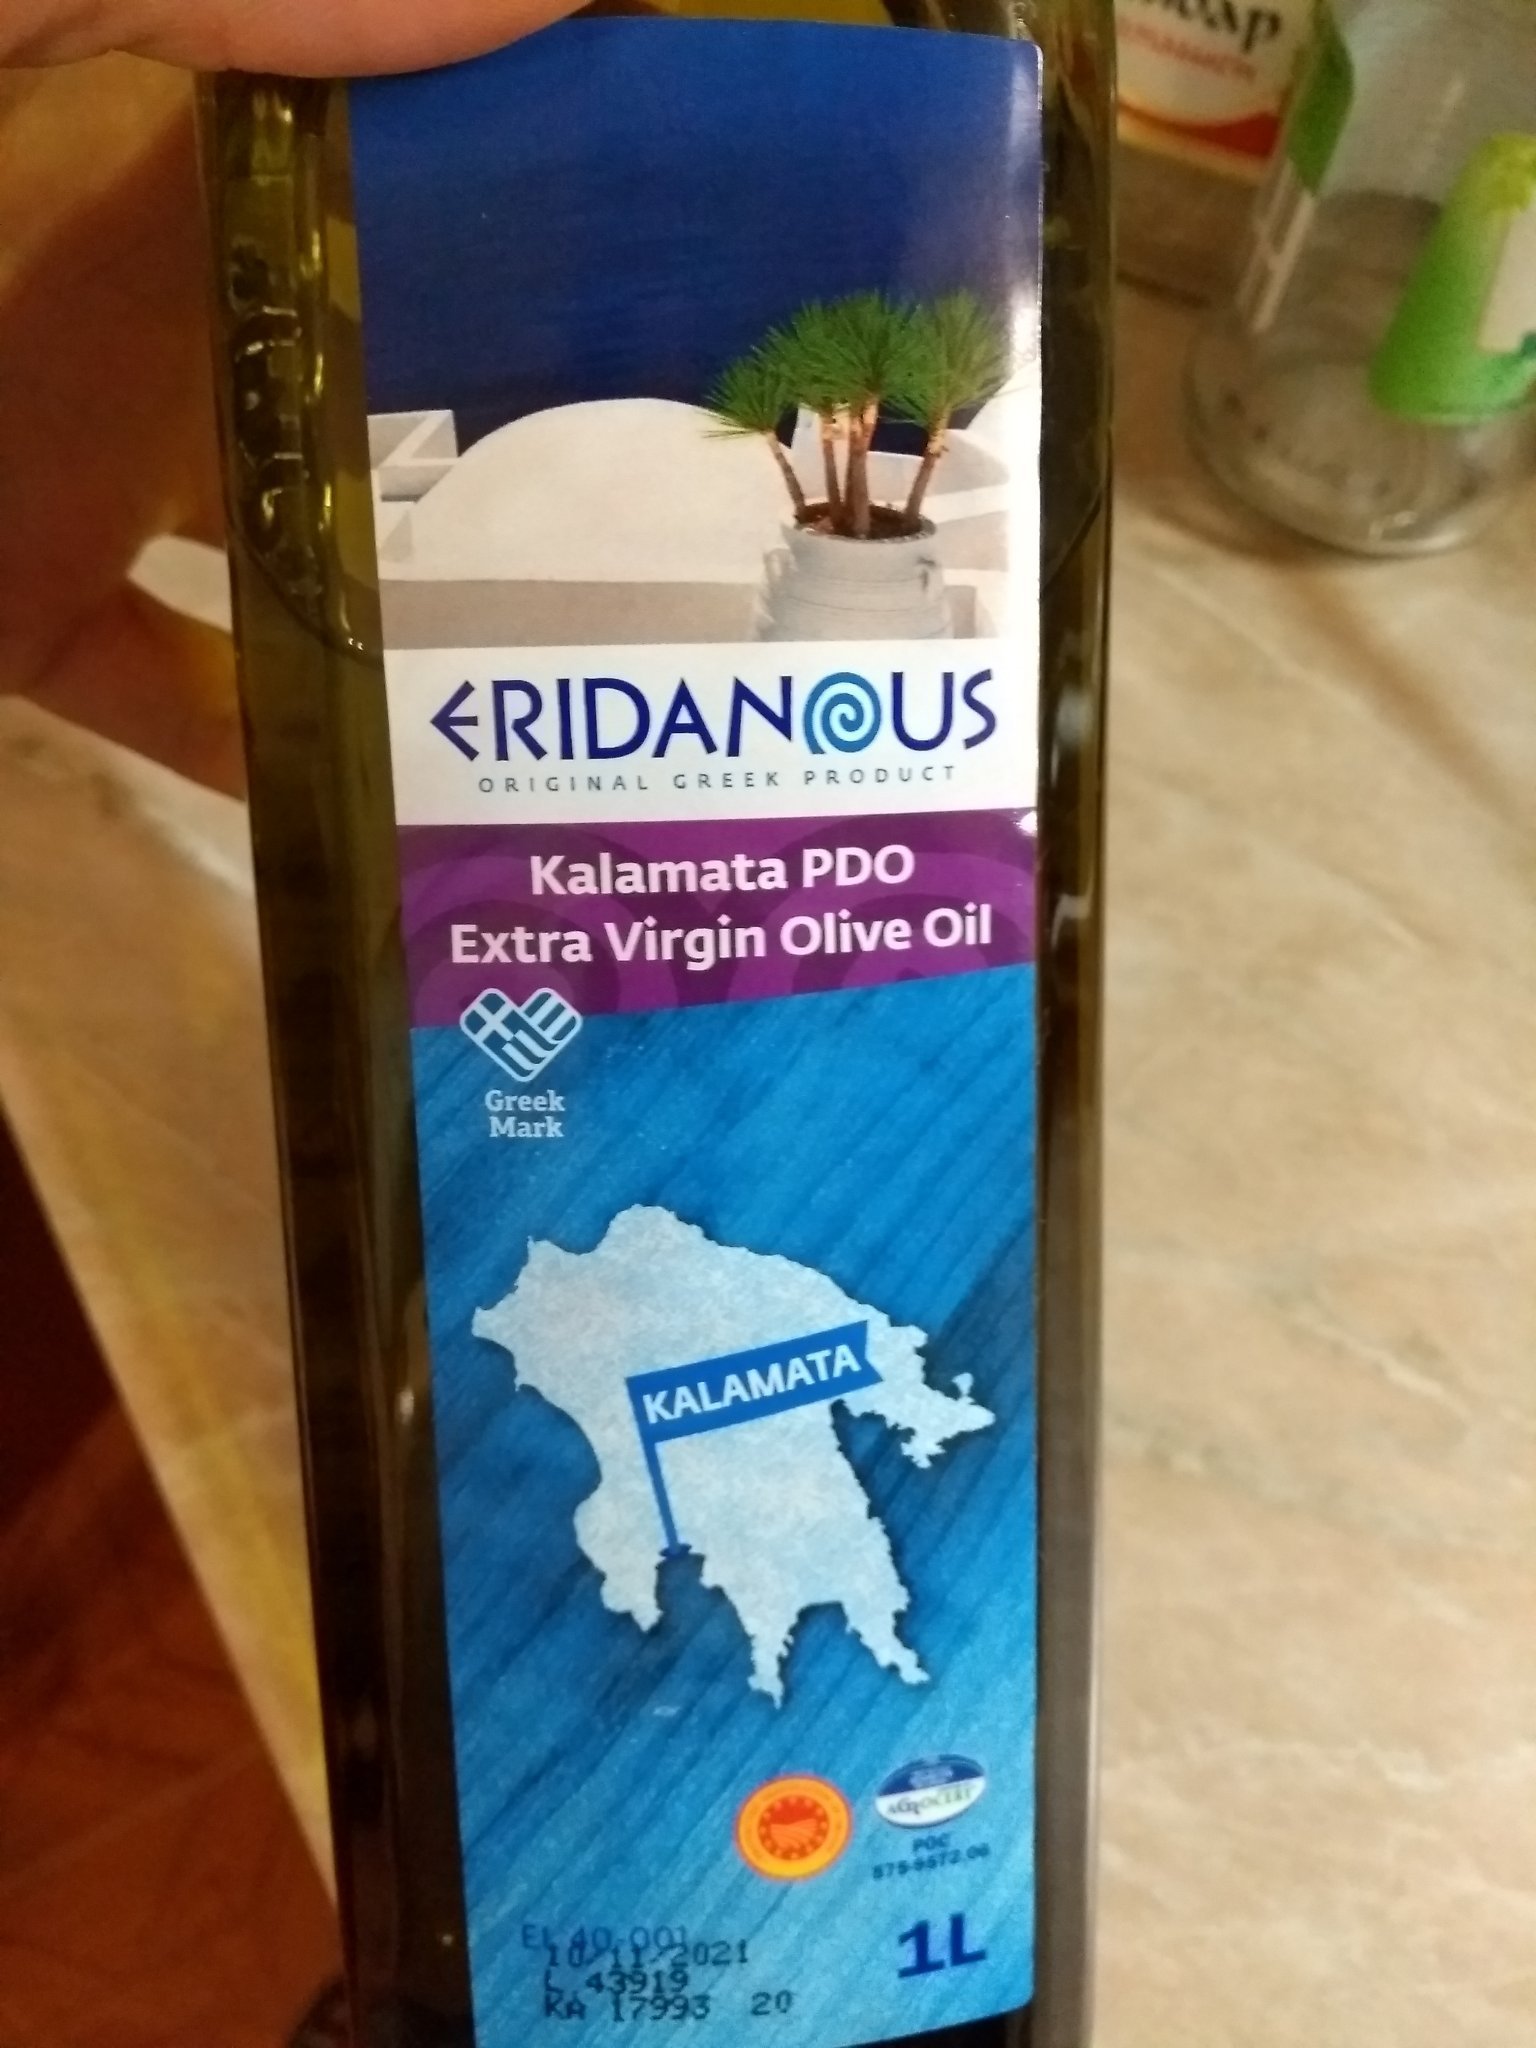 ERIDANOUS
ORIGINAL GREEK PRODUCT
Kalamata PDO
Extra Virgin Olive Oil
Greek
Mark
KALAMATA
AGROCERT
EL 40 001
10/11/2021
L 43919
KA 17993 20
1L